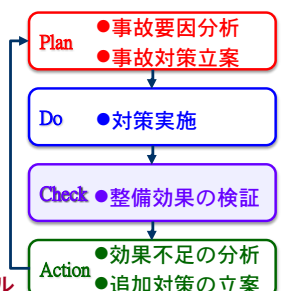 Plan
●事故要因分析
●事故対策立案
Do ●対策実施
Check ●整備効果の検証
●効果不足の分析
Action
●追加対策の立案
ル